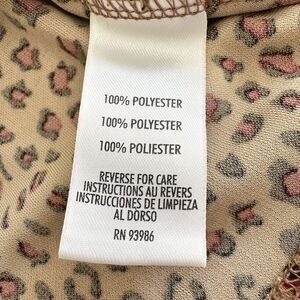 100% POLYESTER
100% POLYESTER
100% POLIESTER
REVERSE FOR CARE
INSTRUCTIONS AU REVERS
INSTRUCCIONES DE LIMPIEZA
AL DORSO
RN 93986